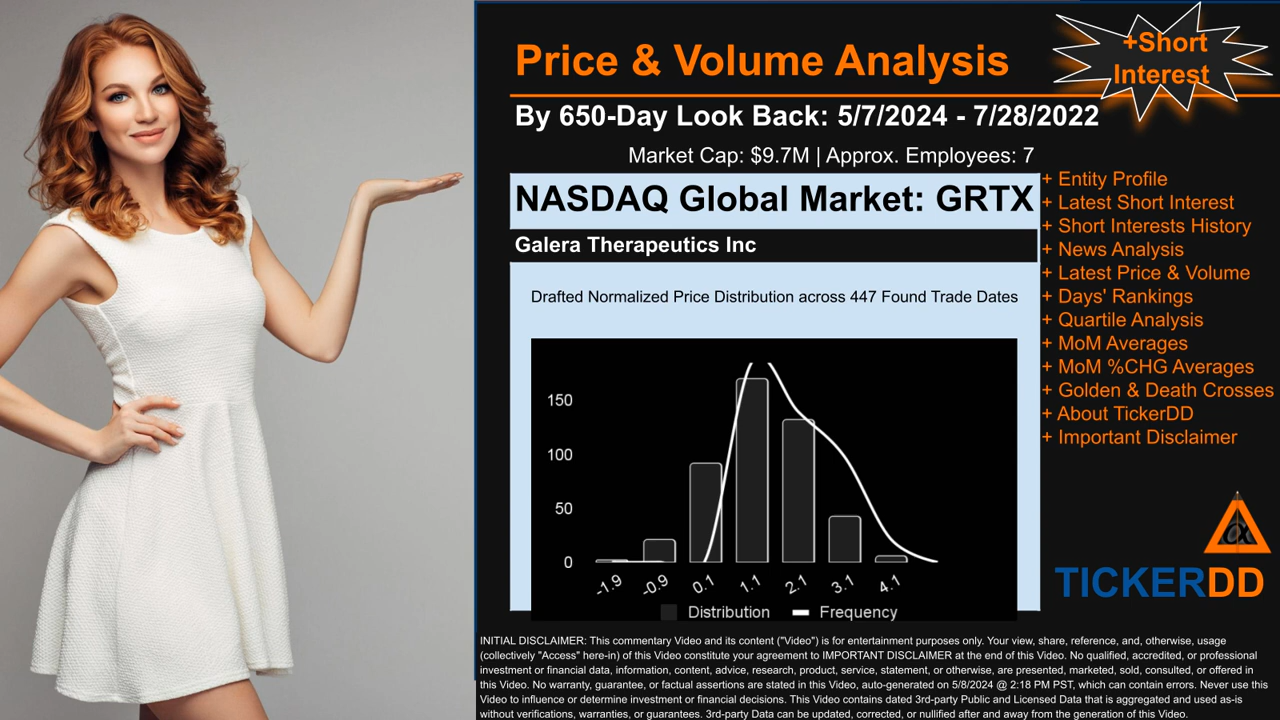 +Short
Interest
Price & Volume Analysis
By 650-Day Look Back: 5/7/2024 - 7/28/2022
Market Cap: $9.7M | Approx. Employees: 7
NASDAQ Global Market: GRTX
Galera Therapeutics Inc
Drafted Normalized Price Distribution across 447 Found Trade Dates
150
100
50
0
-1.9 -0.9 0.1 1.1 2.1 3.1 4.1
Distribution Frequency
+ Entity Profile
+ Latest Short Interest
+ Short Interests History
+ News Analysis
+ Latest Price & Volume
+ Days' Rankings
+ Quartile Analysis
+ MoM Averages
+ MoM %CHG Averages
+ Golden & Death Crosses
+ About TickerDD
+ Important Disclaimer
TICKERDD
INITIAL DISCLAIMER: This commentary Video and its content ("Video") is for entertainment purposes only. Your view, share, reference, and, otherwise, usage
(collectively "Access" here-in) of this Video constitute your agreement to IMPORTANT DISCLAIMER at the end of this Video. No qualified, accredited, or professional
investment or financial data, information, content, advice, research, product, service, statement, or otherwise, are presented, marketed, sold, consulted, or offered in
this Video. No warranty, guarantee, or factual assertions are stated in this Video, auto-generated on 5/8/2024 @ 2:18 PM PST, which can contain errors. Never use this
Video to influence or determine investment or financial decisions. This Video contains dated 3rd-party Public and Licensed Data that is aggregated and used as-is
without verifications, warranties, or guarantees. 3rd-party Data can be updated, corrected, or nullified after and away from the generation of this Video.